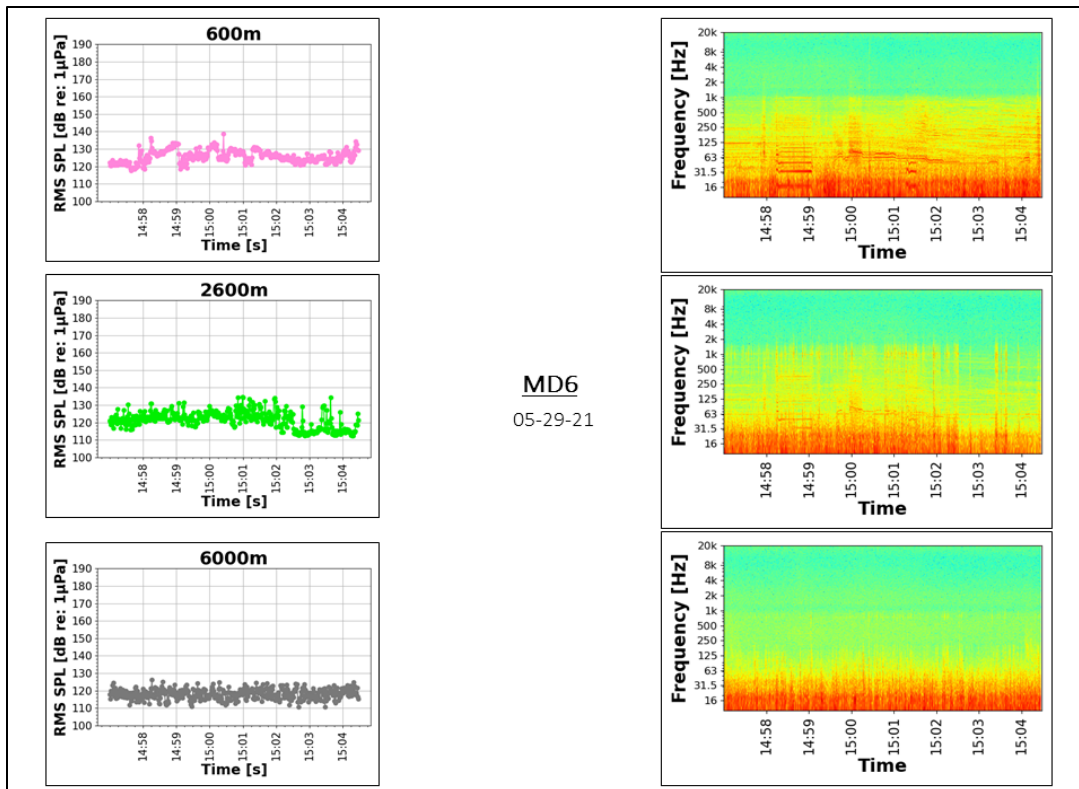 600m
RMS SPL [dB re: 1µPa]
190
180
170
160
150
140
130
120
110
100
14:58
14:59
15:00
15:01
15:02
15:03
15:04
Time [s]
20k
8k
4k
2k
1k
500
250
125
63
31.5
16
Frequency [Hz]
14:58
14:59
15:00
15:01
15:02
15:03
15:04
Time
2600m
RMS SPL [dB re: 1µPa]
190
180
170
160
150
140
130
120
110
100
14:58
14:59
15:00
15:01
15:02
15:03
15:04
Time [s]
MD6
05-29-21
20k
8k
4k
2k
1k
500
250
125
63
31.5
16
Frequency [Hz]
14:58
14:59
15:00
15:01
15:02
15:03
15:04
Time
6000m
RMS SPL [dB re: 1µPa]
190
180
170
160
150
140
130
120
110
100
14:58
14:59
15:00
15:01
15:02
15:03
15:04
Time [s]
20k
8k
4k
2k
1k
500
250
125
63
31.5
16
Frequency [Hz]
14:58
14:59
15:00
15:01
15:02
15:03
15:04
Time